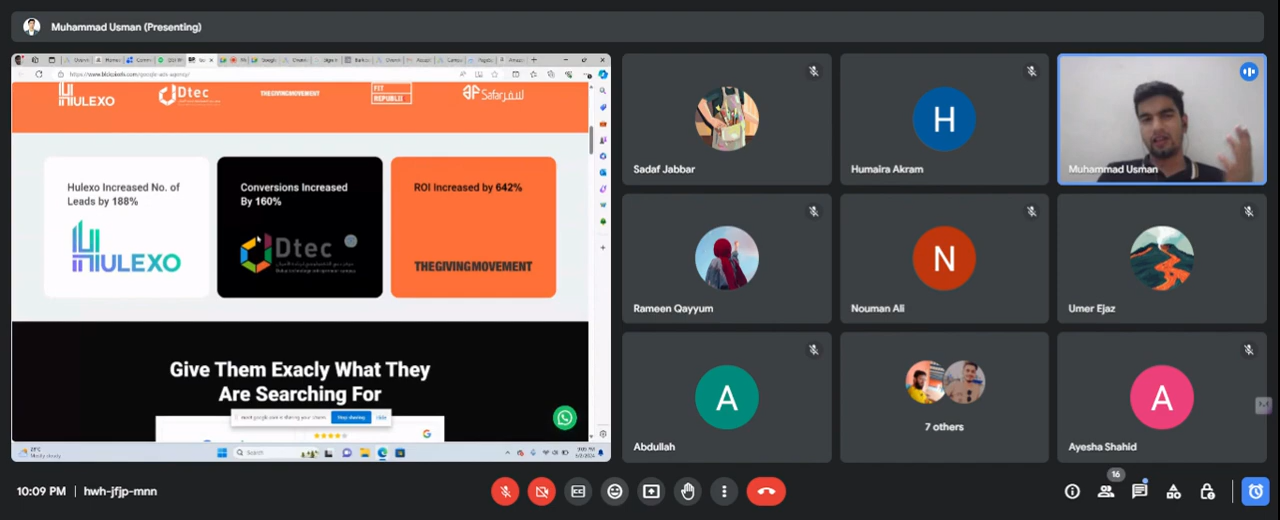 Muhammad Usman (Presenting)
HULEXO
Dtec
THEGIVINGMOVEMENT
FIT
REPUBLIC
Safar سفر
Hulexo Increased No. of
Leads by 188%
HULEXO
Conversions Increased
By 160%
Dtec
ROI Increased by 642%
THEGIVINGMOVEMENT
Give Them Exacly What They
Are Searching For
Stop sharing
Hide
Search
Sadaf Jabbar
H
Humaira Akram
Muhammad Usman
Rameen Qayyum
N
Nouman Ali
Umer Ejaz
A
Abdullah
7 others
A
Ayesha Shahid
10:09 PM
hwh-jfjp-mnn
16